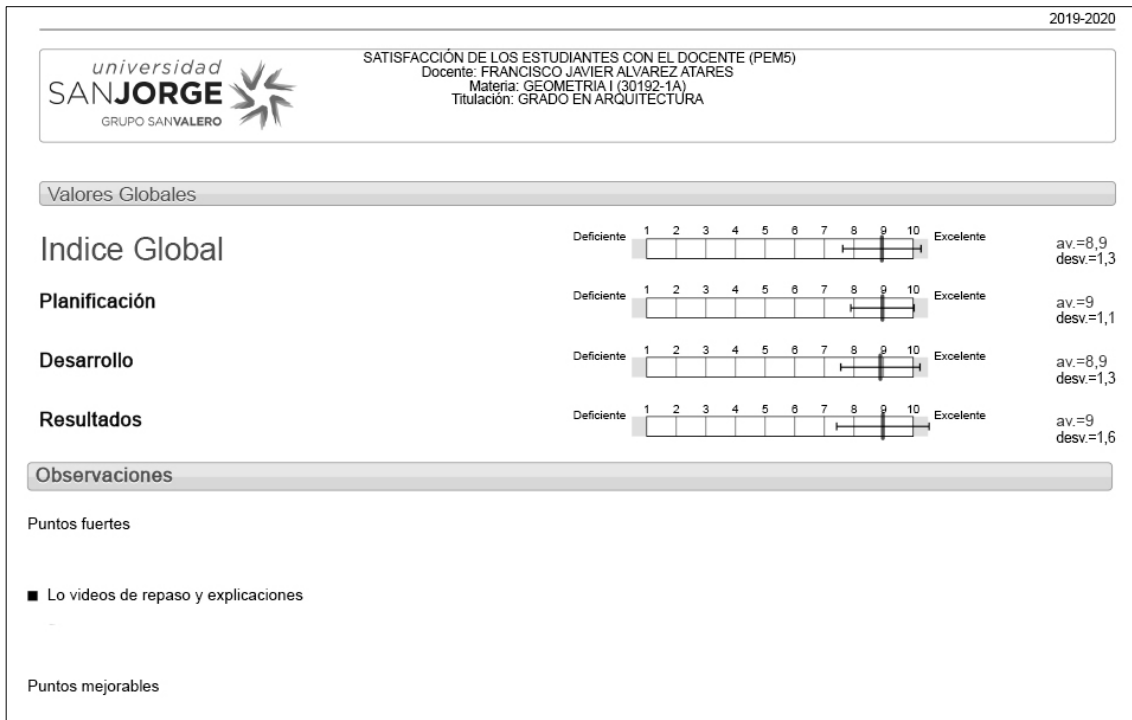 2019-2020
universidad
SANJORGE
GRUPO SANVALERO
SATISFACCIÓN DE LOS ESTUDIANTES CON EL DOCENTE (PEM5)
Docente: FRANCISCO JAVIER ALVAREZ ATARES
Materia: GEOMETRIA I (30192-1A)
Titulación: GRADO EN ARQUITECTURA
Valores Globales
Indice Global
Deficiente 1 2 3 4 5 6 7 8 9 10 Excelente
av.=8,9
desv.=1,3
Planificación
Deficiente 1 2 3 4 5 6 7 8 9 10 Excelente
av.=9
desv.=1,1
Desarrollo
Deficiente 1 2 3 4 5 6 7 8 9 10 Excelente
av.=8,9
desv.=1,3
Resultados
Deficiente 1 2 3 4 5 6 7 8 9 10 Excelente
av.=9
desv.=1,6
Observaciones
Puntos fuertes
■ Lo videos de repaso y explicaciones
Puntos mejorables